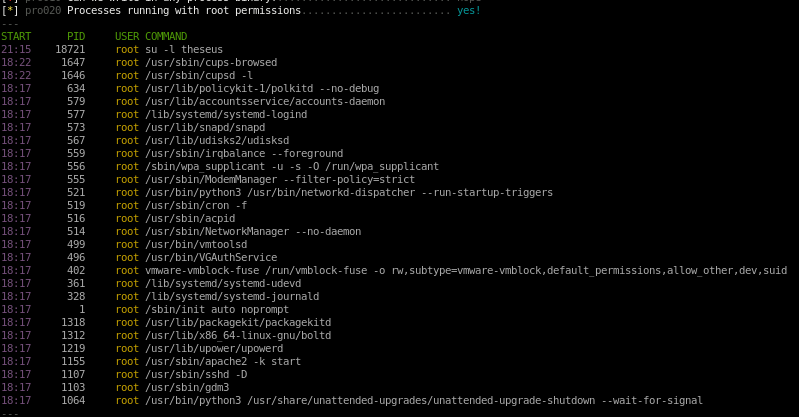 [*] pro020 Processes running with root permissions........................ yes!
---
START PID USER COMMAND
21:15 18721 root su -l theseus
18:22 1647 root /usr/sbin/cups-browsed
18:22 1646 root /usr/sbin/cupsd -l
18:17 634 root /usr/lib/policykit-1/polkitd --no-debug
18:17 579 root /usr/lib/accountsservice/accounts-daemon
18:17 577 root /lib/systemd/systemd-logind
18:17 573 root /usr/lib/snapd/snapd
18:17 567 root /usr/lib/udisks2/udisksd
18:17 559 root /usr/sbin/irqbalance --foreground
18:17 556 root /sbin/wpa_supplicant -u -s -O /run/wpa_supplicant
18:17 555 root /usr/sbin/ModemManager --filter-policy=strict
18:17 521 root /usr/bin/python3 /usr/bin/networkd-dispatcher --run-startup-triggers
18:17 519 root /usr/sbin/cron -f
18:17 516 root /usr/sbin/acpid
18:17 514 root /usr/sbin/NetworkManager --no-daemon
18:17 499 root /usr/bin/vmtoolsd
18:17 496 root /usr/bin/VGAuthService
18:17 402 root vmware-vmblock-fuse /run/vmblock-fuse -o rw,subtype=vmware-vmblock,default_permissions,allow_other,dev,suid
18:17 361 root /lib/systemd/systemd-udevd
18:17 328 root /lib/systemd/systemd-journald
18:17 1 root /sbin/init auto noprompt
18:17 1318 root /usr/lib/packagekit/packagekitd
18:17 1312 root /usr/lib/x86_64-linux-gnu/boltd
18:17 1219 root /usr/lib/upower/upowerd
18:17 1155 root /usr/sbin/apache2 -k start
18:17 1107 root /usr/sbin/sshd -D
18:17 1103 root /usr/sbin/gdm3
18:17 1064 root /usr/bin/python3 /usr/share/unattended-upgrades/unattended-upgrade-shutdown --wait-for-signal
---